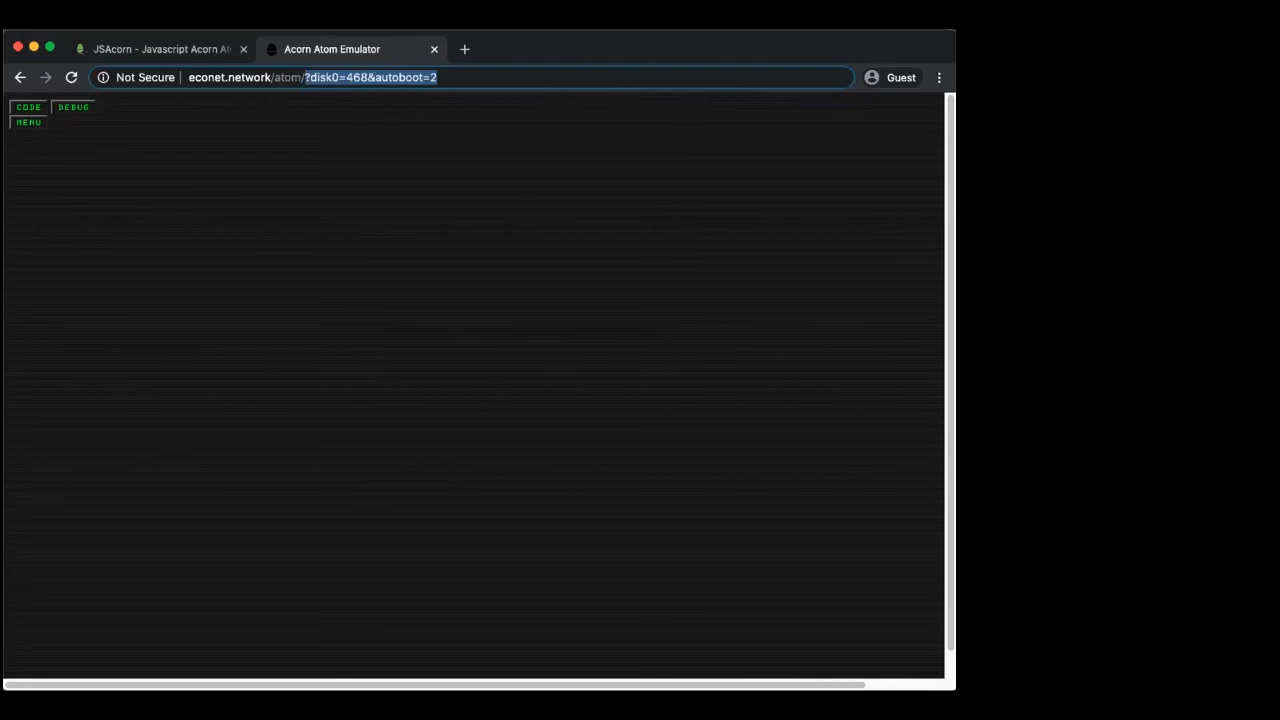 JSAcorn - Javascript Acorn At
Acorn Atom Emulator
Not Secure econet.network/atom/?disk0=468&autoboot=2
Guest
CODE DEBUG
MENU